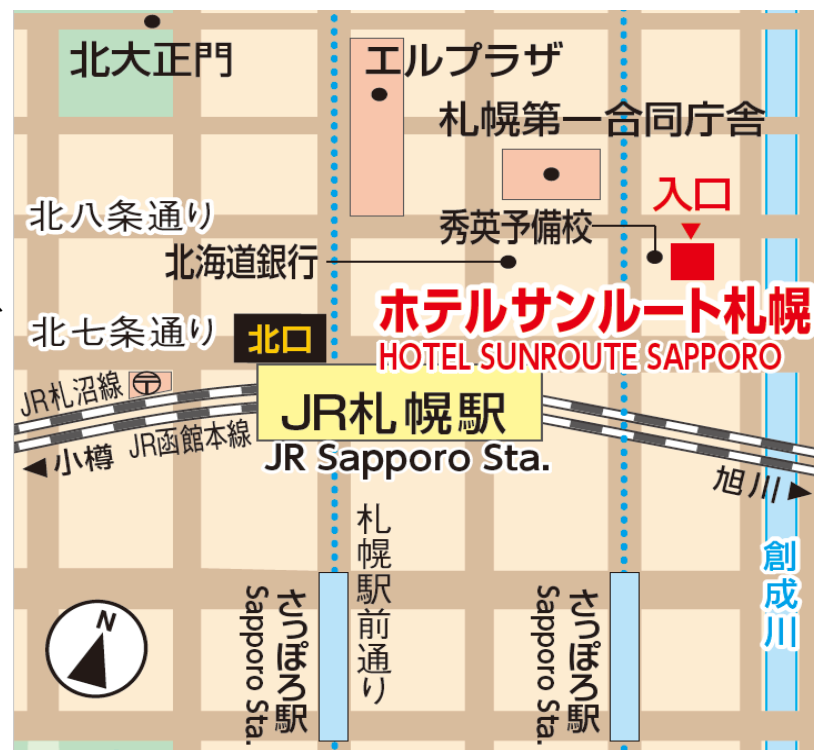 北大正門
エルプラザ
札幌第一合同庁舎
入口
北八条通り
秀英予備校
北海道銀行
ホテルサンルート札幌
HOTEL SUNROUTE SAPPORO
北七条通り
北口
JR札沼線
〒
JR札幌駅
JR Sapporo Sta.
JR函館本線
小樽
旭川
札幌駅前通り
創成川
さっぽろ駅
Sapporo Sta.
さっぽろ駅
Sapporo Sta.
N